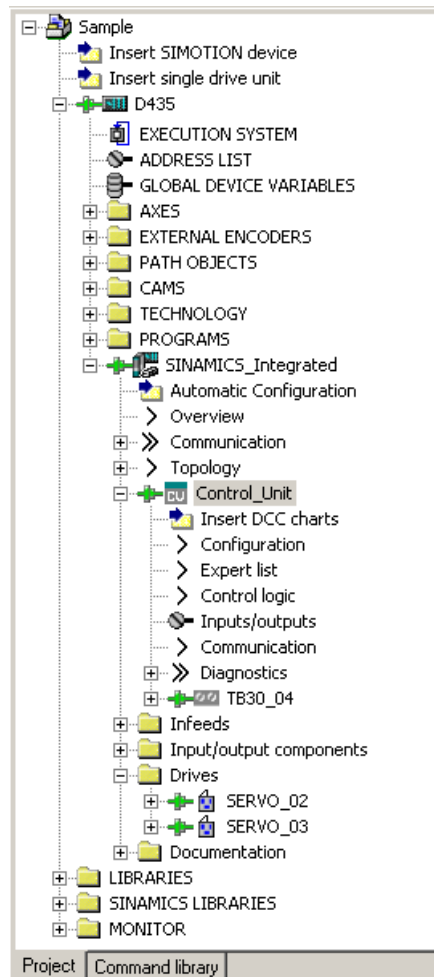 Sample
Insert SIMOTION device
Insert single drive unit
D435
EXECUTION SYSTEM
ADDRESS LIST
GLOBAL DEVICE VARIABLES
AXES
EXTERNAL ENCODERS
PATH OBJECTS
CAMS
TECHNOLOGY
PROGRAMS
SINAMICS_Integrated
Automatic Configuration
Overview
Communication
Topology
CU Control_Unit
Insert DCC charts
Configuration
Expert list
Control logic
Inputs/outputs
Communication
Diagnostics
TB30_04
Infeeds
Input/output components
Drives
SERVO_02
SERVO_03
Documentation
LIBRARIES
SINAMICS LIBRARIES
MONITOR
Project Command library